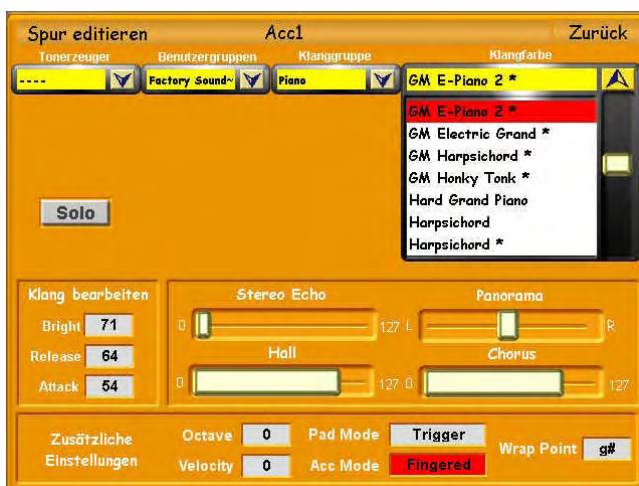 Spur editieren Acc1 Zurück
Tonerzeuger Benutzergruppen Klanggruppe Klangfarbe
---- Factory Sound~ Piano GM E-Piano 2 *
GM E-Piano 2 *
GM Electric Grand *
GM Harpsichord *
GM Honky Tonk *
Hard Grand Piano
Harpsichord
Harpsichord *
Solo
Klang bearbeiten
Bright 71
Release 64
Attack 54
Stereo Echo Panorama
0 127 L R
Hall Chorus
0 127 0 127
Zusätzliche Einstellungen
Octave 0 Pad Mode Trigger
Velocity 0 Acc Mode Fingered
Wrap Point g#